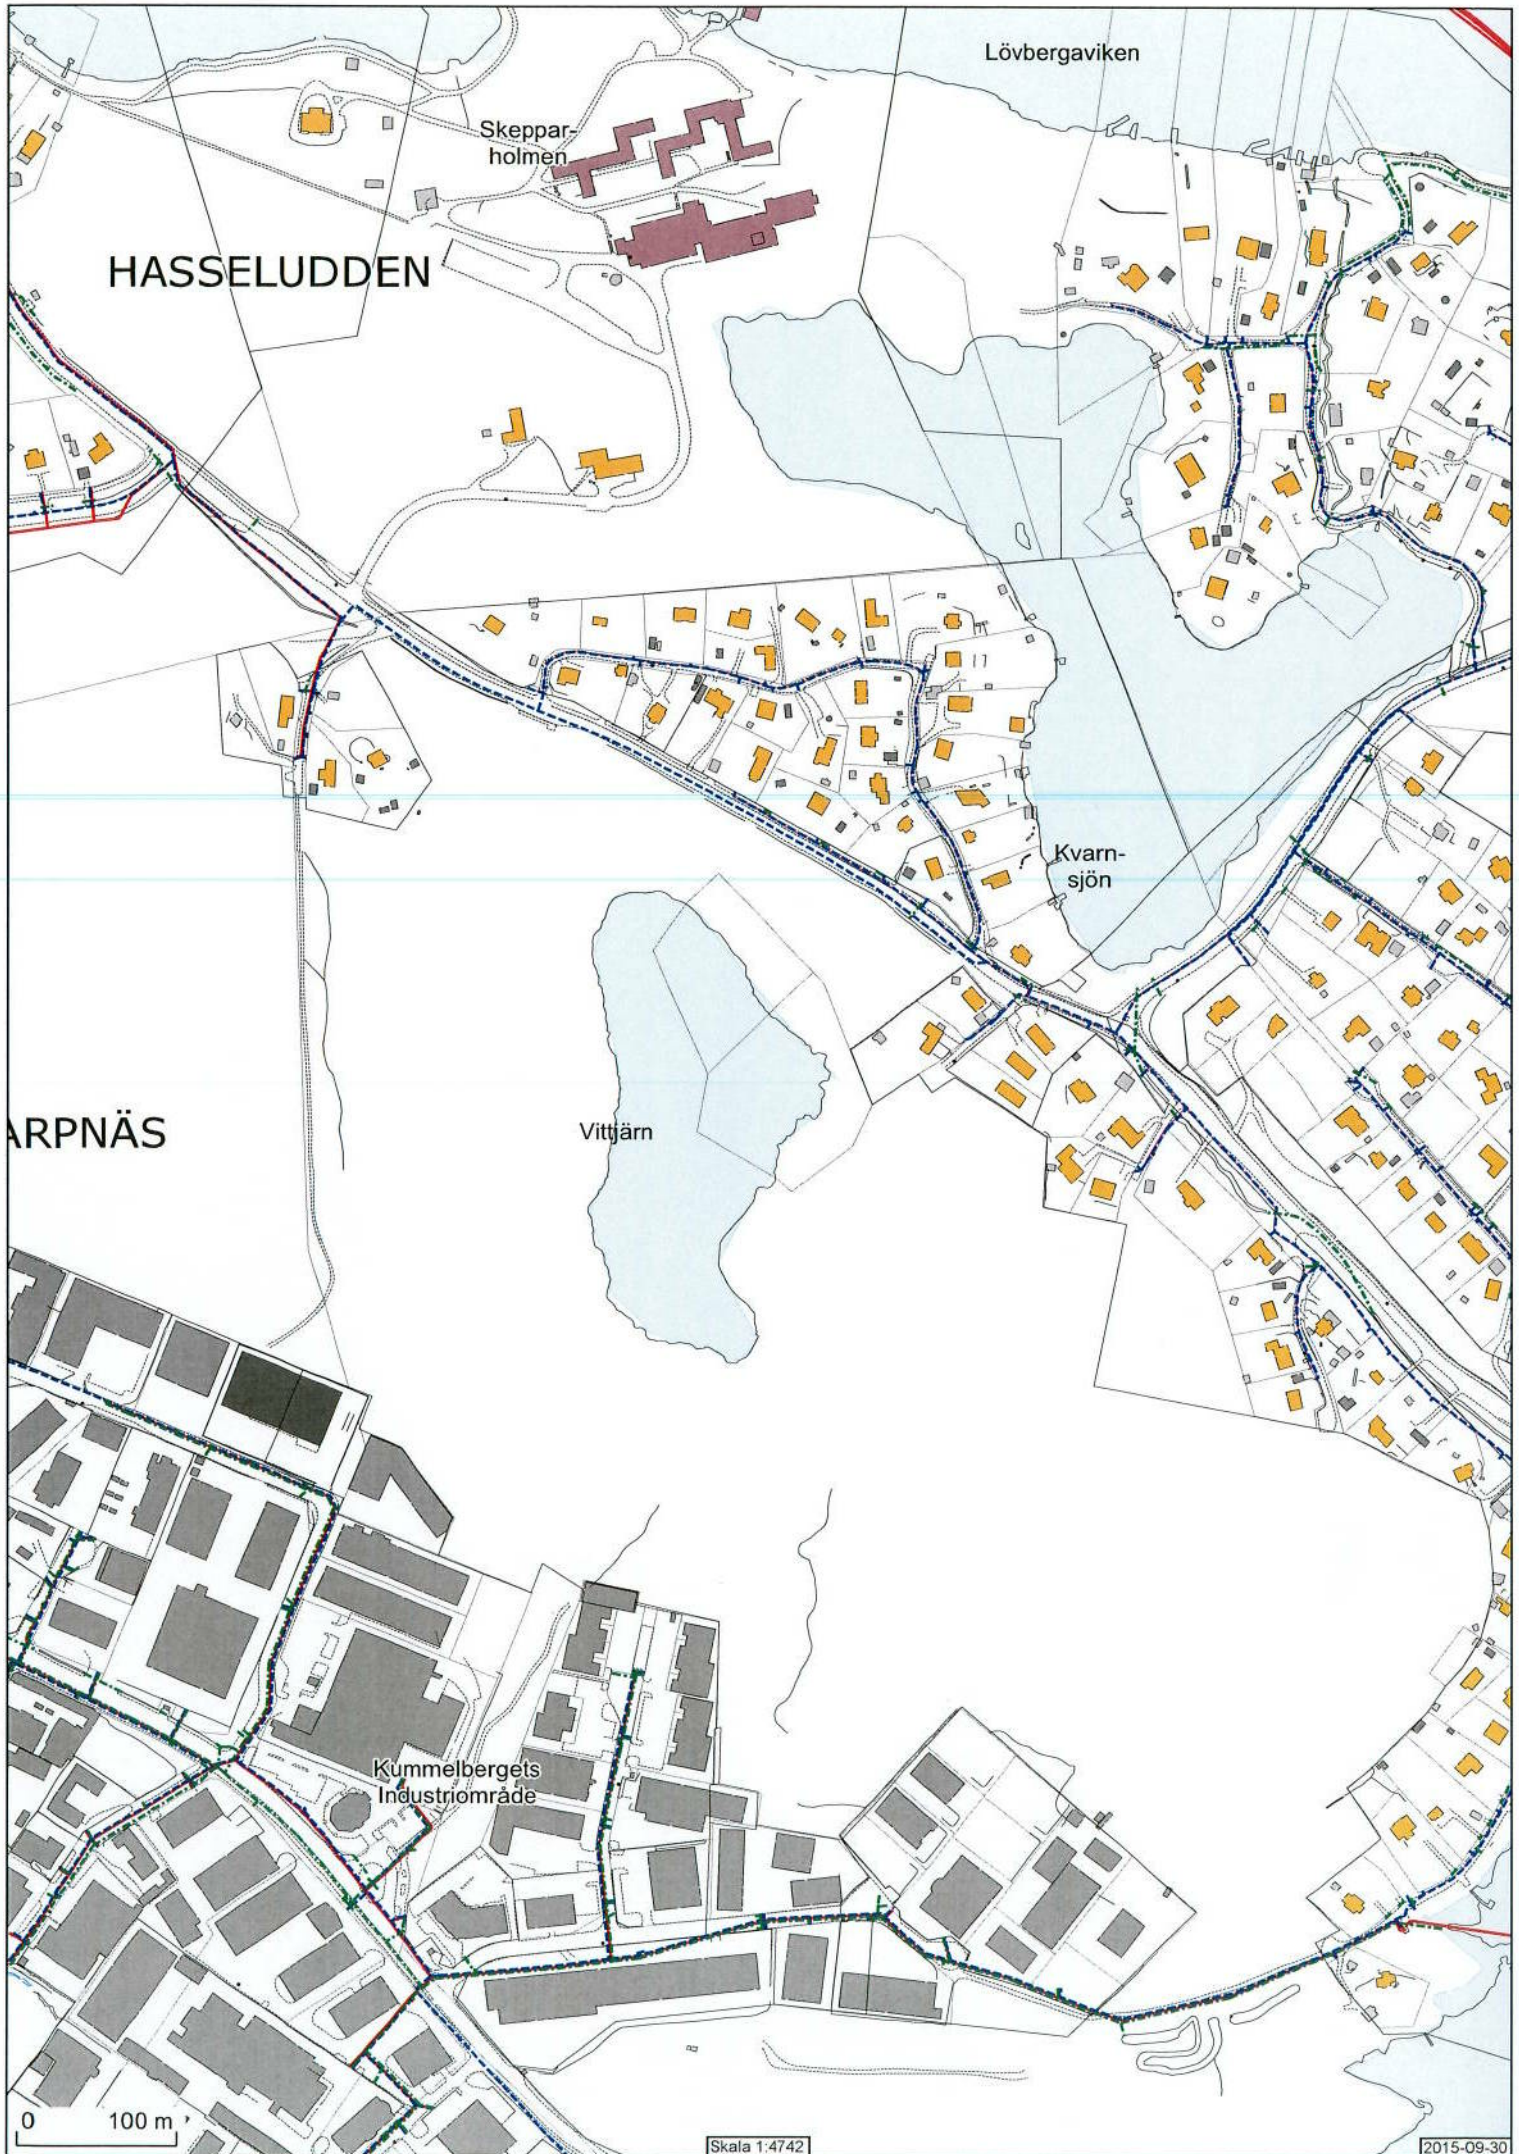 Lövbergaviken
Skeppar-
holmen
HASSELUDDEN
Kvarn-
sjön
ARPNÄS
Vittjärn
Kummelbergets
Industriområde
0 100 m
Skala 1:4742
2015-09-30